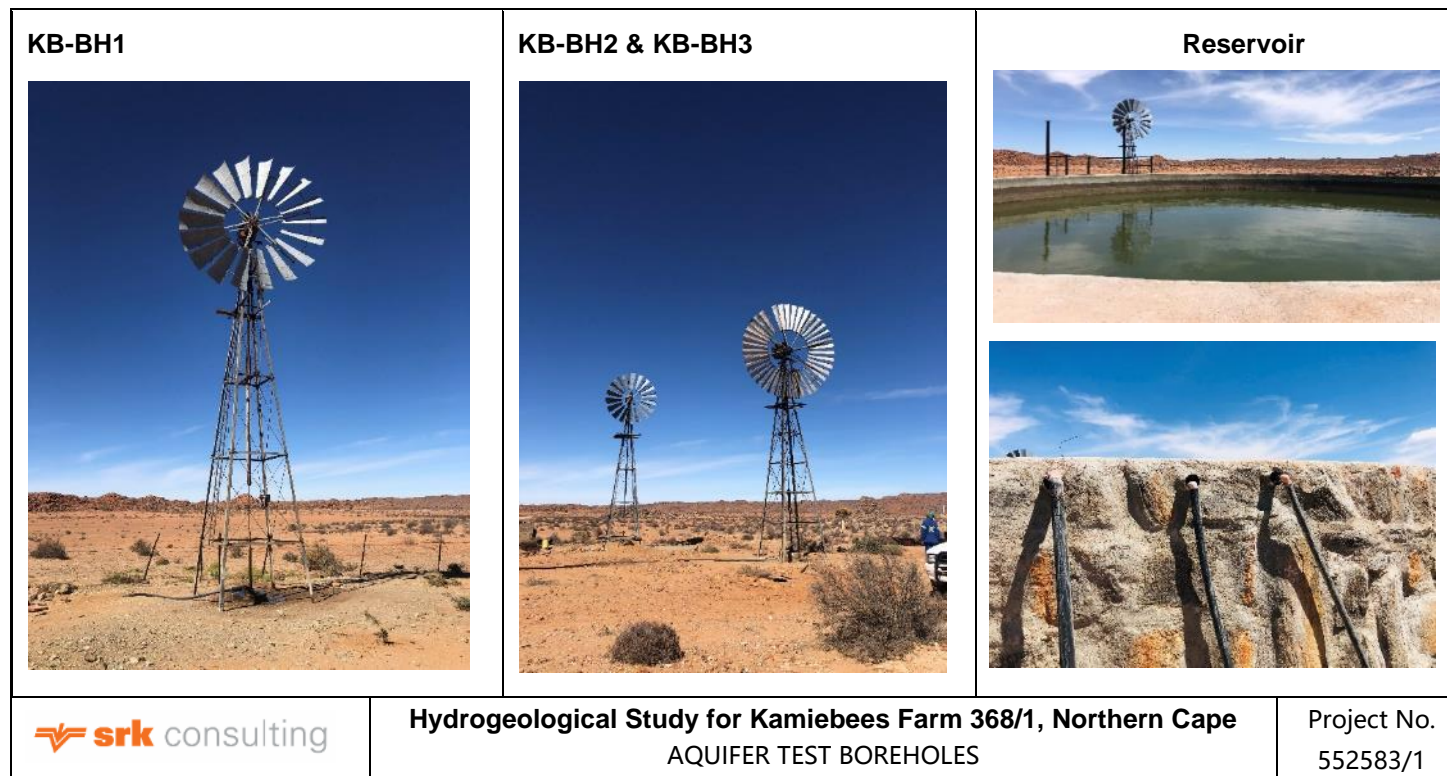 KB-BH1
KB-BH2 & KB-BH3
Reservoir
srk consulting
Hydrogeological Study for Kamiebees Farm 368/1, Northern Cape
AQUIFER TEST BOREHOLES
Project No.
552583/1